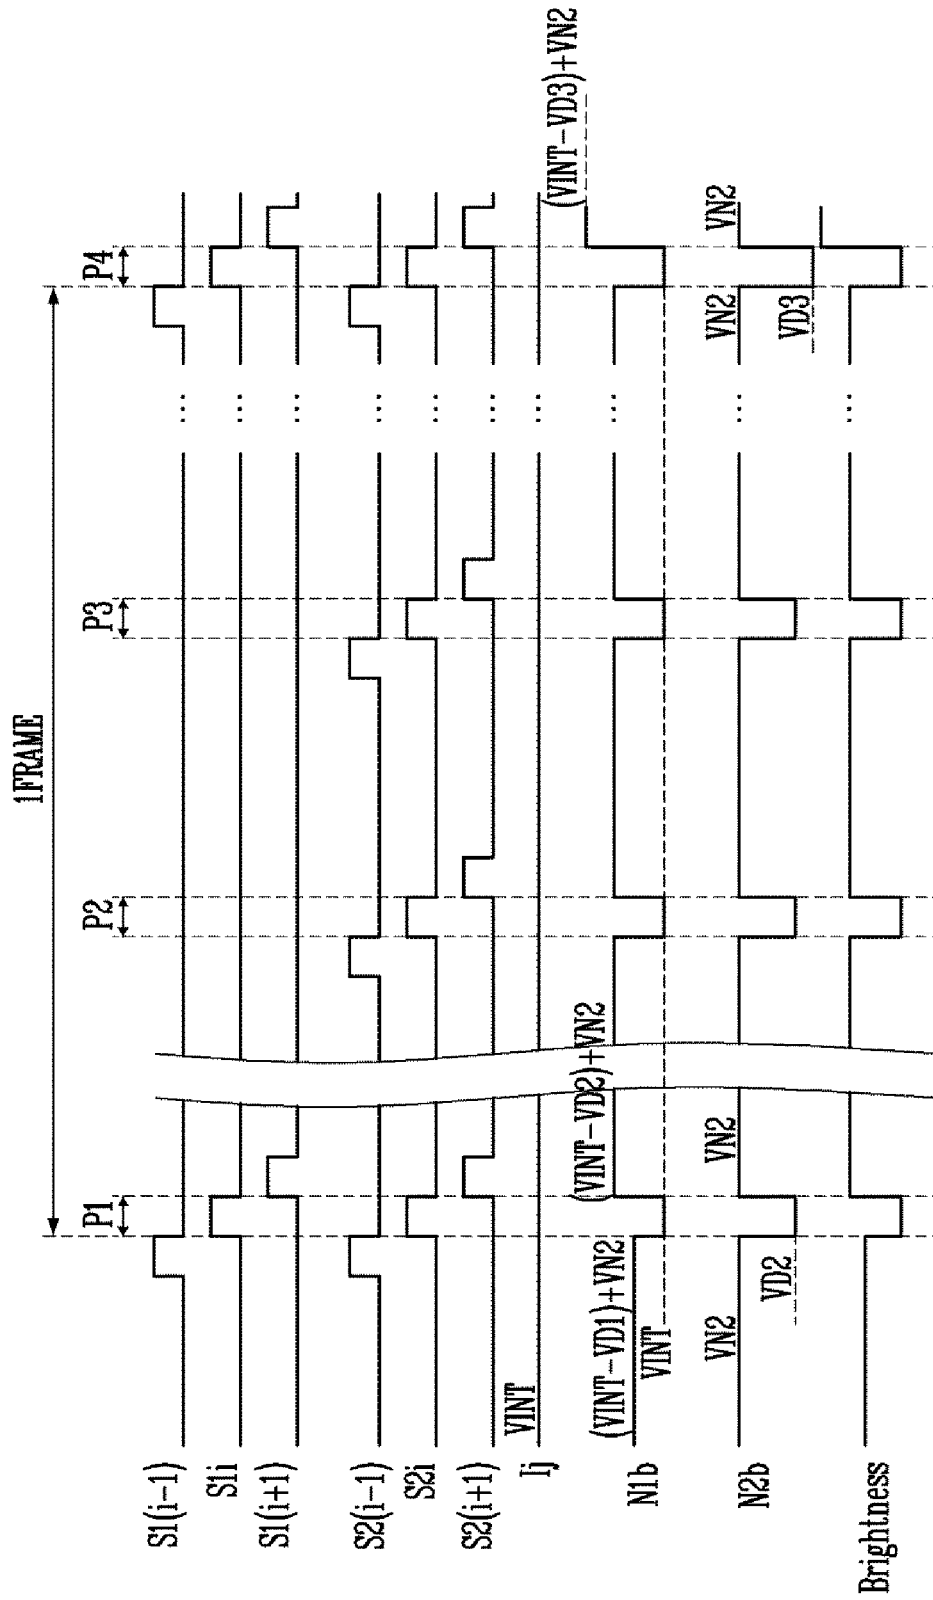 1FRAME
P1
P2
P3
P4
S1(i-1)
S1i
S1(i+1)
S2(i-1)
S2i
S2(i+1)
Ij
VINT
N1b
(VINT-VD1)+VN2
VINT
(VINT-VD2)+VN2
(VINT-VD3)+VN2
N2b
VN2
VD2
VN2
VN2
VD3
VN2
Brightness
...
...
...
...
...
...
...
...
...
...